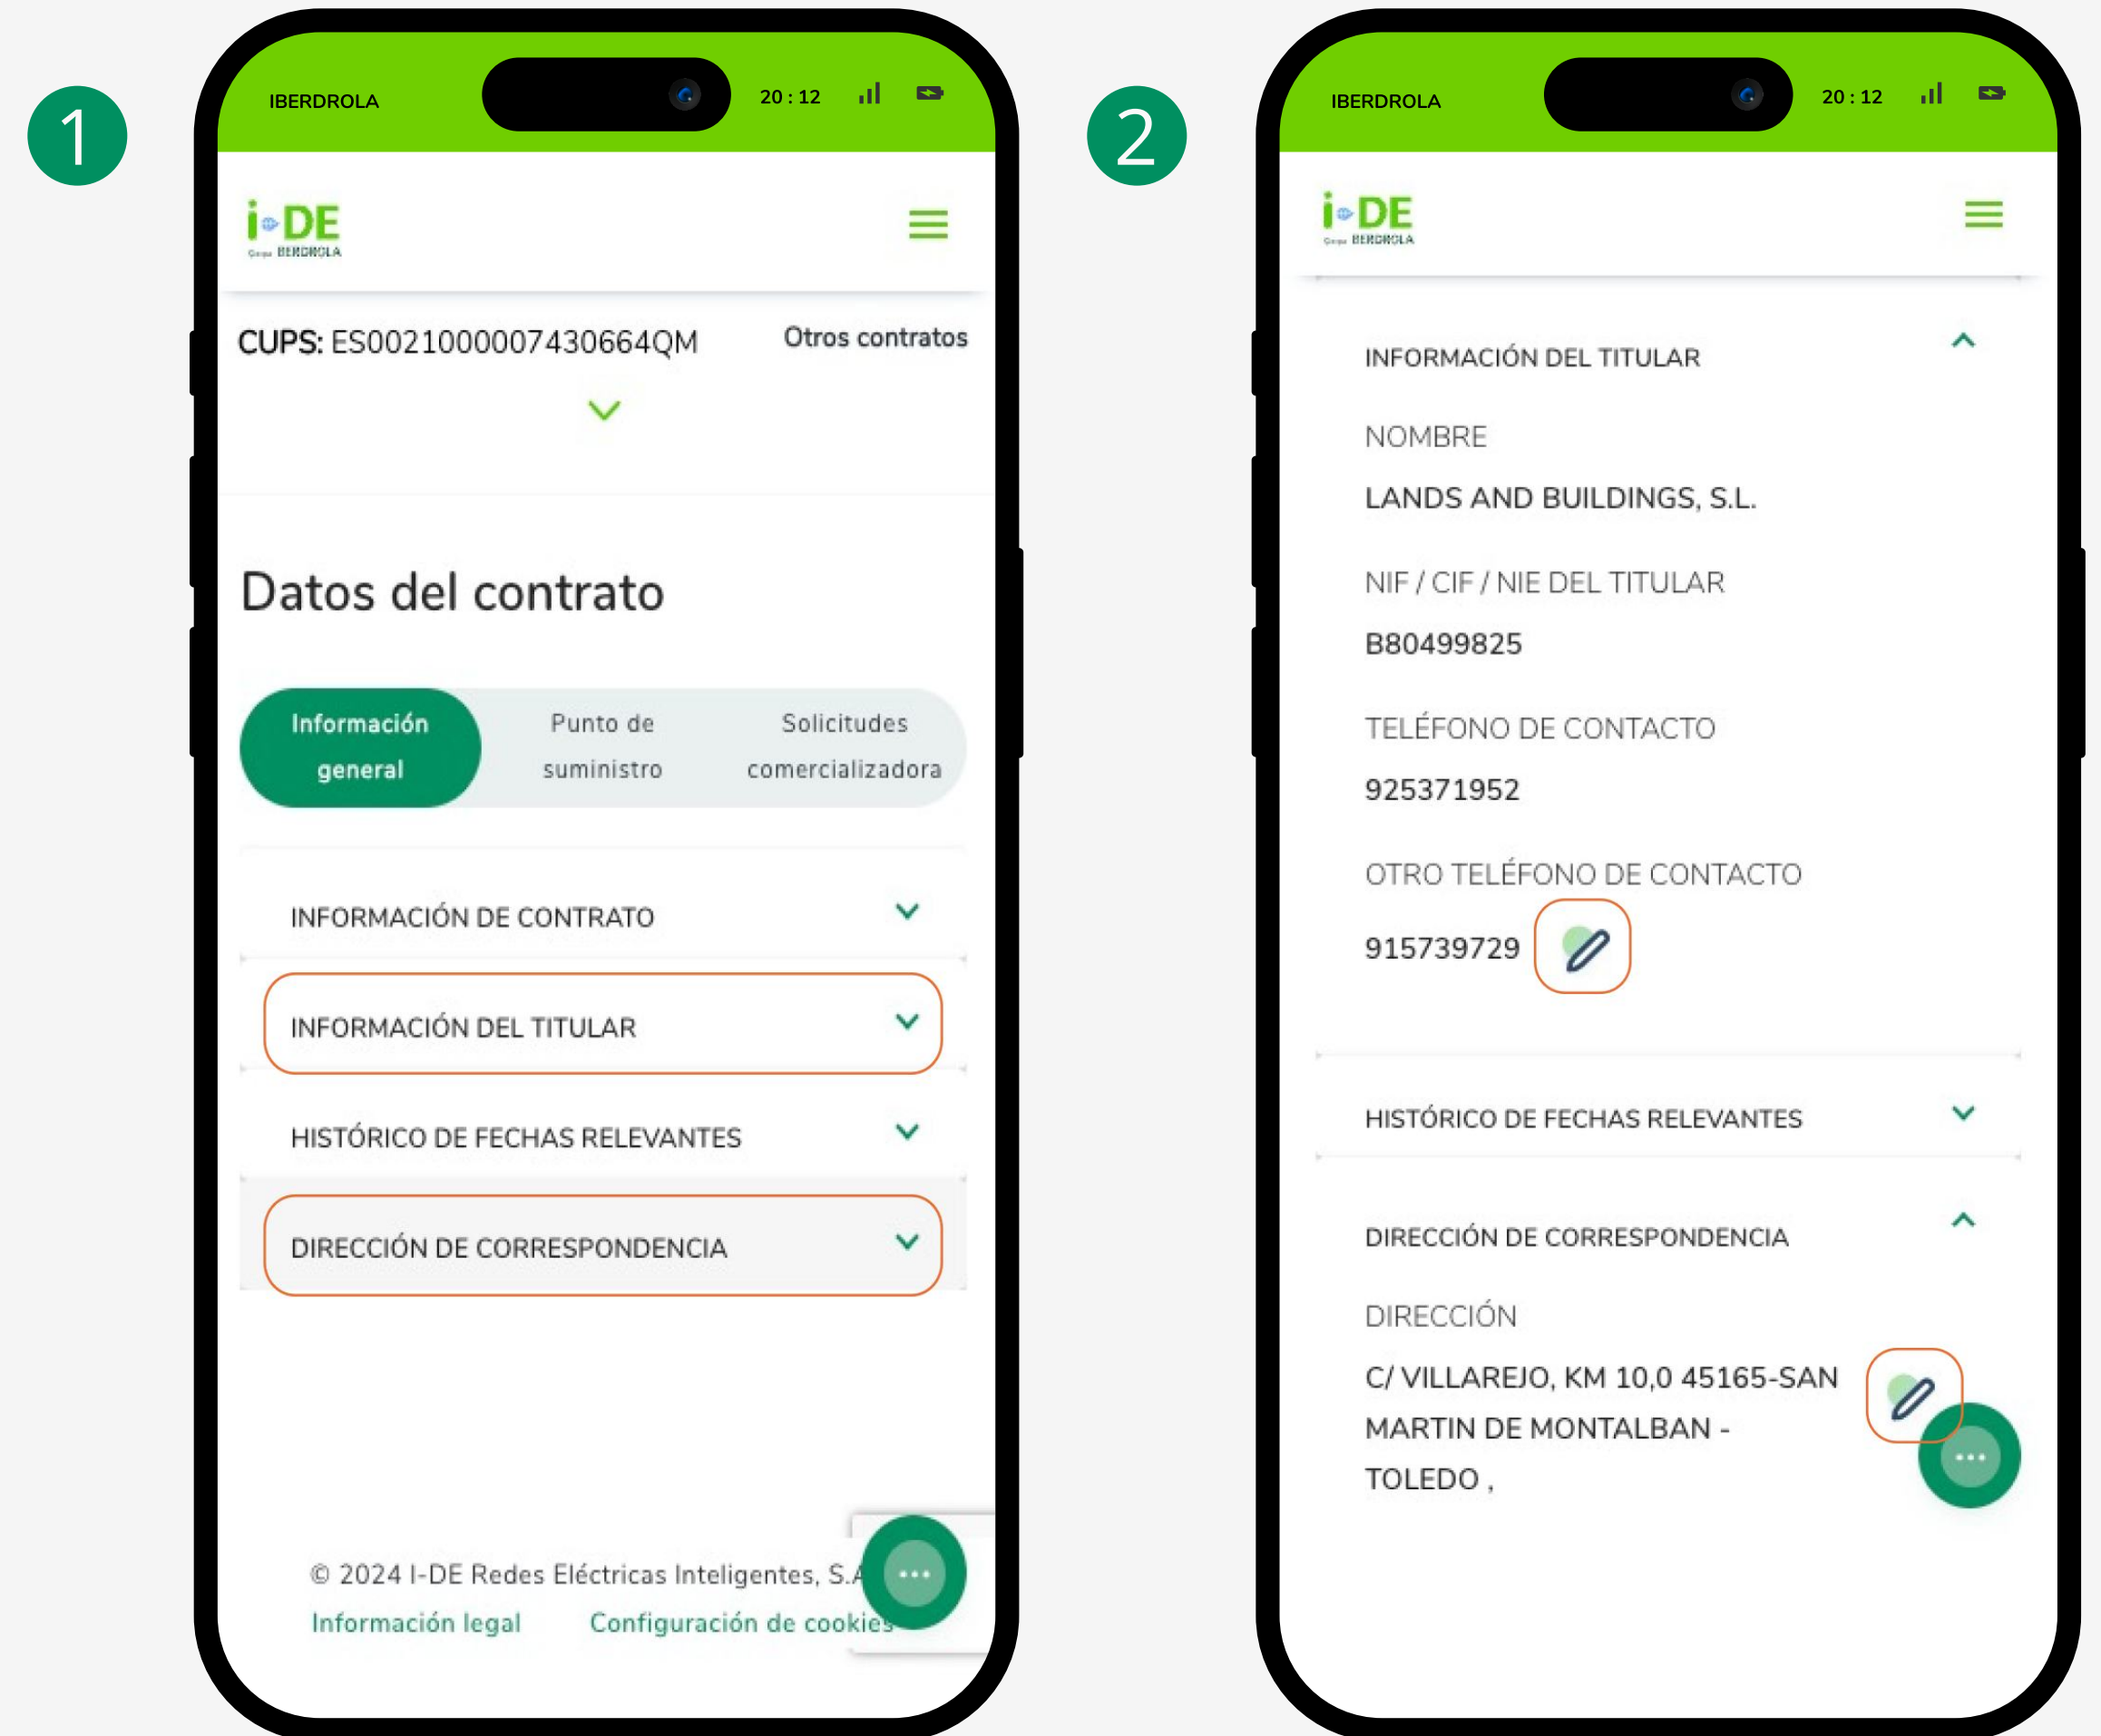 1
IBERDROLA
20 : 12
i-DE
Grupo IBERDROLA
CUPS: ES0021000007430664QM
Otros contratos
Datos del contrato
Información
general
Punto de
suministro
Solicitudes
comercializadora
INFORMACIÓN DE CONTRATO
INFORMACIÓN DEL TITULAR
HISTÓRICO DE FECHAS RELEVANTES
DIRECCIÓN DE CORRESPONDENCIA
© 2024 I-DE Redes Eléctricas Inteligentes, S.A
Información legal
Configuración de cookies
2
IBERDROLA
20 : 12
i-DE
Grupo IBERDROLA
INFORMACIÓN DEL TITULAR
NOMBRE
LANDS AND BUILDINGS, S.L.
NIF / CIF / NIE DEL TITULAR
B80499825
TELÉFONO DE CONTACTO
925371952
OTRO TELÉFONO DE CONTACTO
915739729
HISTÓRICO DE FECHAS RELEVANTES
DIRECCIÓN DE CORRESPONDENCIA
DIRECCIÓN
C/ VILLAREJO, KM 10,0 45165-SAN
MARTIN DE MONTALBAN -
TOLEDO ,